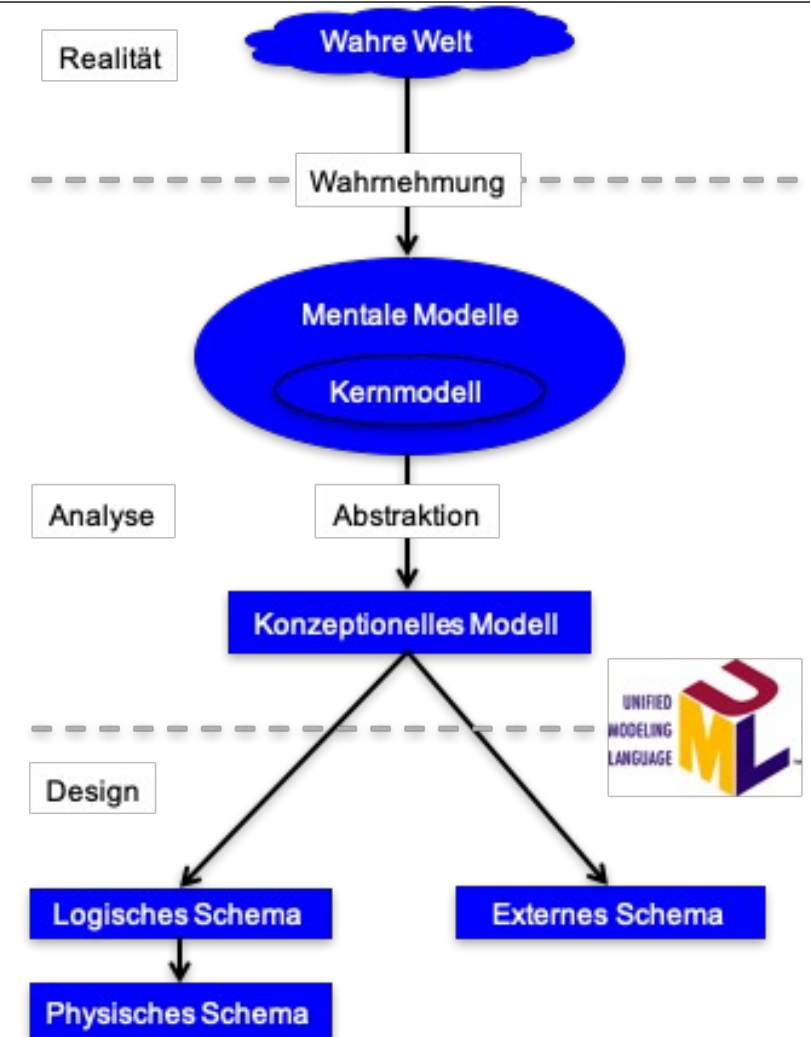 Wahre Welt
Realität
Wahrnehmung
Mentale Modelle
Kernmodell
Analyse
Abstraktion
Konzeptionelles Modell
UNIFIED
MODELING
LANGUAGE
UML
Design
Logisches Schema
Externes Schema
Physisches Schema